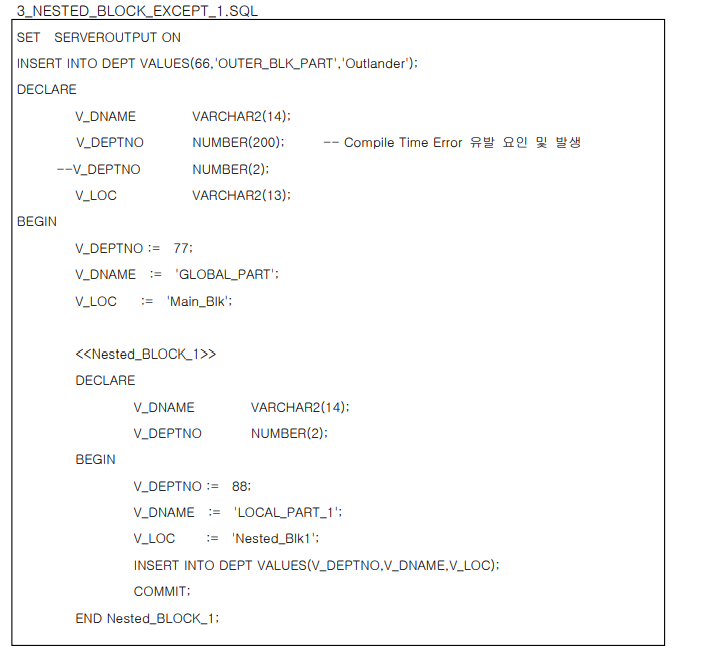 3_NESTED_BLOCK_EXCEPT_1.SQL
SET SERVEROUTPUT ON
INSERT INTO DEPT VALUES(66,'OUTER_BLK_PART','Outlander');
DECLARE
V_DNAME VARCHAR2(14);
V_DEPTNO NUMBER(200); -- Compile Time Error 유발 요인 및 발생
--V_DEPTNO NUMBER(2);
V_LOC VARCHAR2(13);
BEGIN
V_DEPTNO := 77;
V_DNAME := 'GLOBAL_PART';
V_LOC := 'Main_Blk';
<<Nested_BLOCK_1>>
DECLARE
V_DNAME VARCHAR2(14);
V_DEPTNO NUMBER(2);
BEGIN
V_DEPTNO := 88;
V_DNAME := 'LOCAL_PART_1';
V_LOC := 'Nested_Blk1';
INSERT INTO DEPT VALUES(V_DEPTNO,V_DNAME,V_LOC);
COMMIT;
END Nested_BLOCK_1;